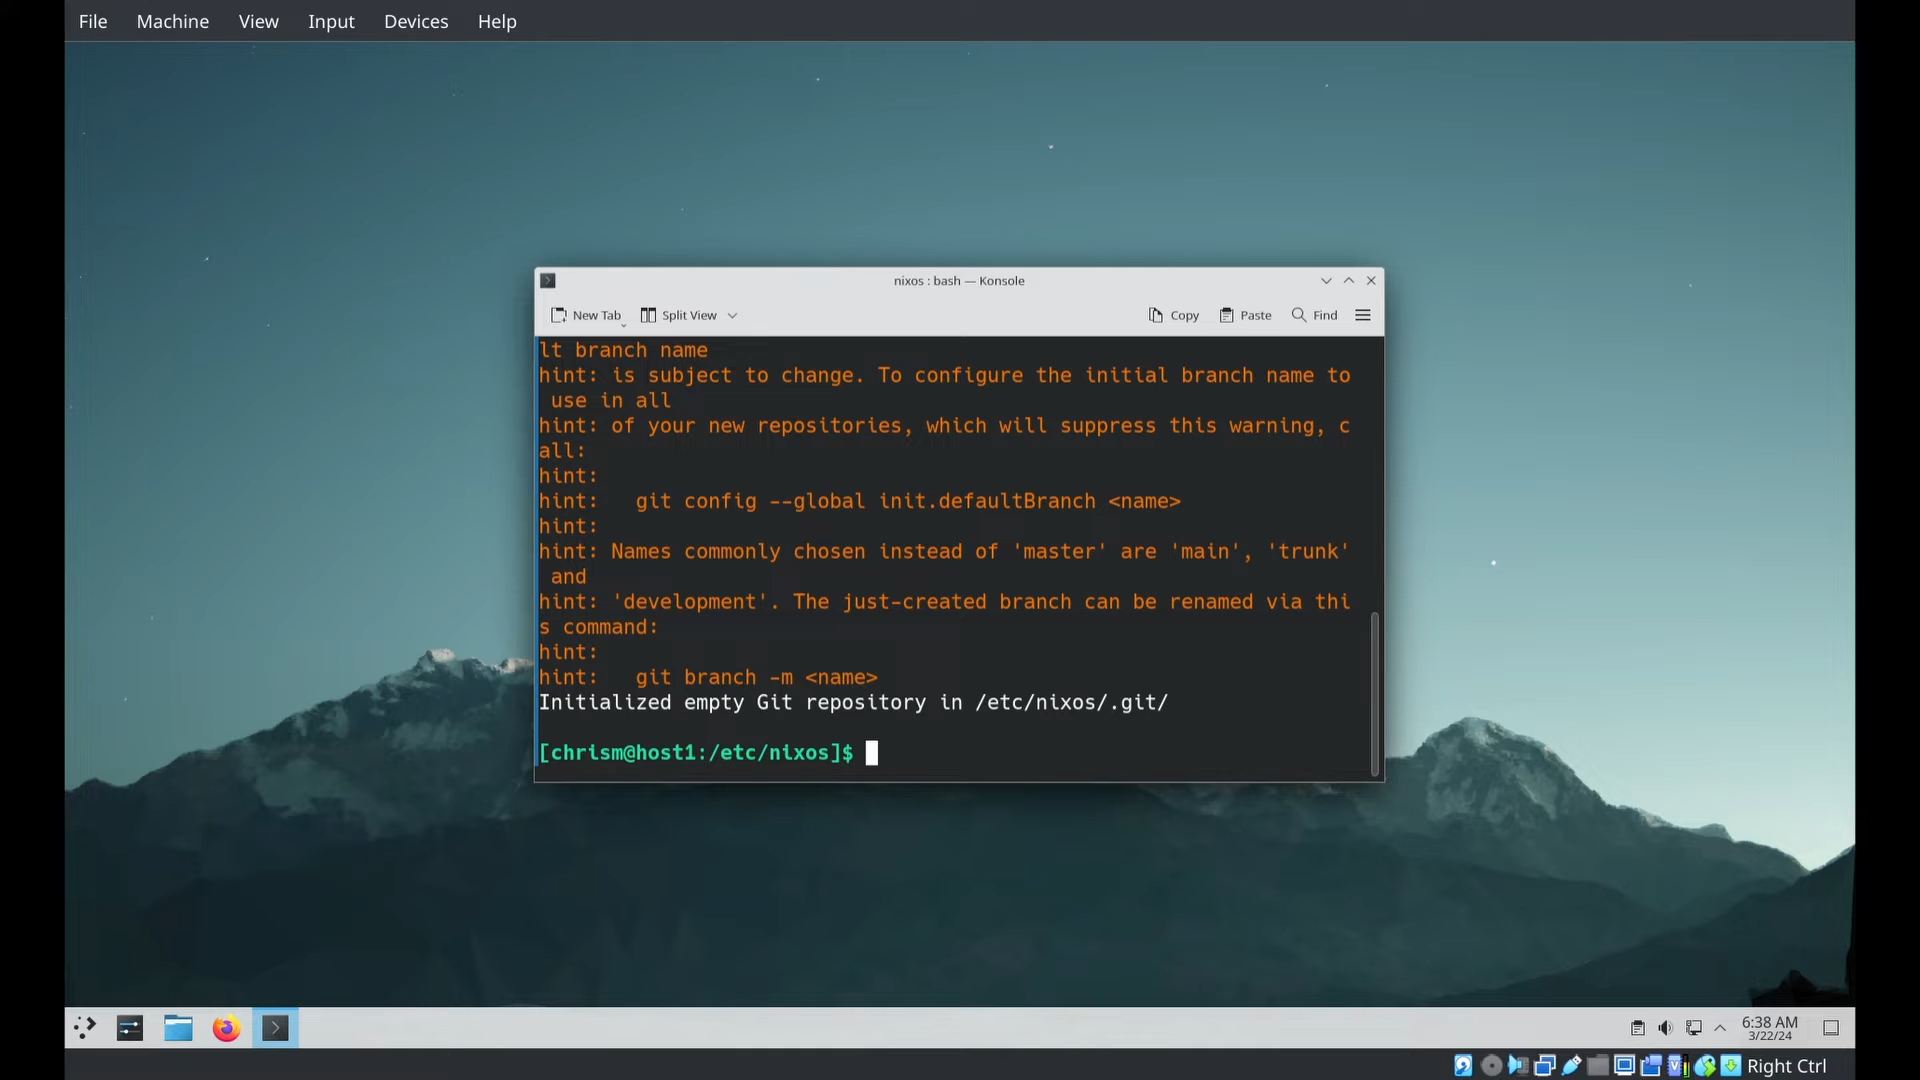 File Machine View Input Devices Help
nixos : bash — Konsole
New Tab Split View Copy Paste Find
lt branch name
hint: is subject to change. To configure the initial branch name to
 use in all
hint: of your new repositories, which will suppress this warning, c
all:
hint:
hint:   git config --global init.defaultBranch <name>
hint:
hint: Names commonly chosen instead of 'master' are 'main', 'trunk'
 and
hint: 'development'. The just-created branch can be renamed via thi
s command:
hint:
hint:   git branch -m <name>
Initialized empty Git repository in /etc/nixos/.git/
[chrism@host1:/etc/nixos]$
6:38 AM
3/22/24
Right Ctrl